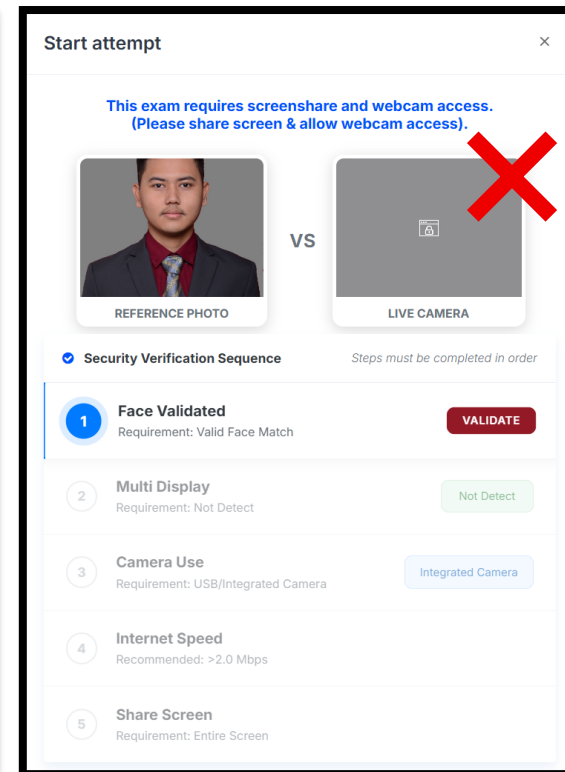 Start attempt
This exam requires screenshare and webcam access.
(Please share screen & allow webcam access).
VS
REFERENCE PHOTO
LIVE CAMERA
Security Verification Sequence
Steps must be completed in order
1
Face Validated
Requirement: Valid Face Match
VALIDATE
2
Multi Display
Requirement: Not Detect
Not Detect
3
Camera Use
Requirement: USB/Integrated Camera
Integrated Camera
4
Internet Speed
Recommended: >2.0 Mbps
5
Share Screen
Requirement: Entire Screen